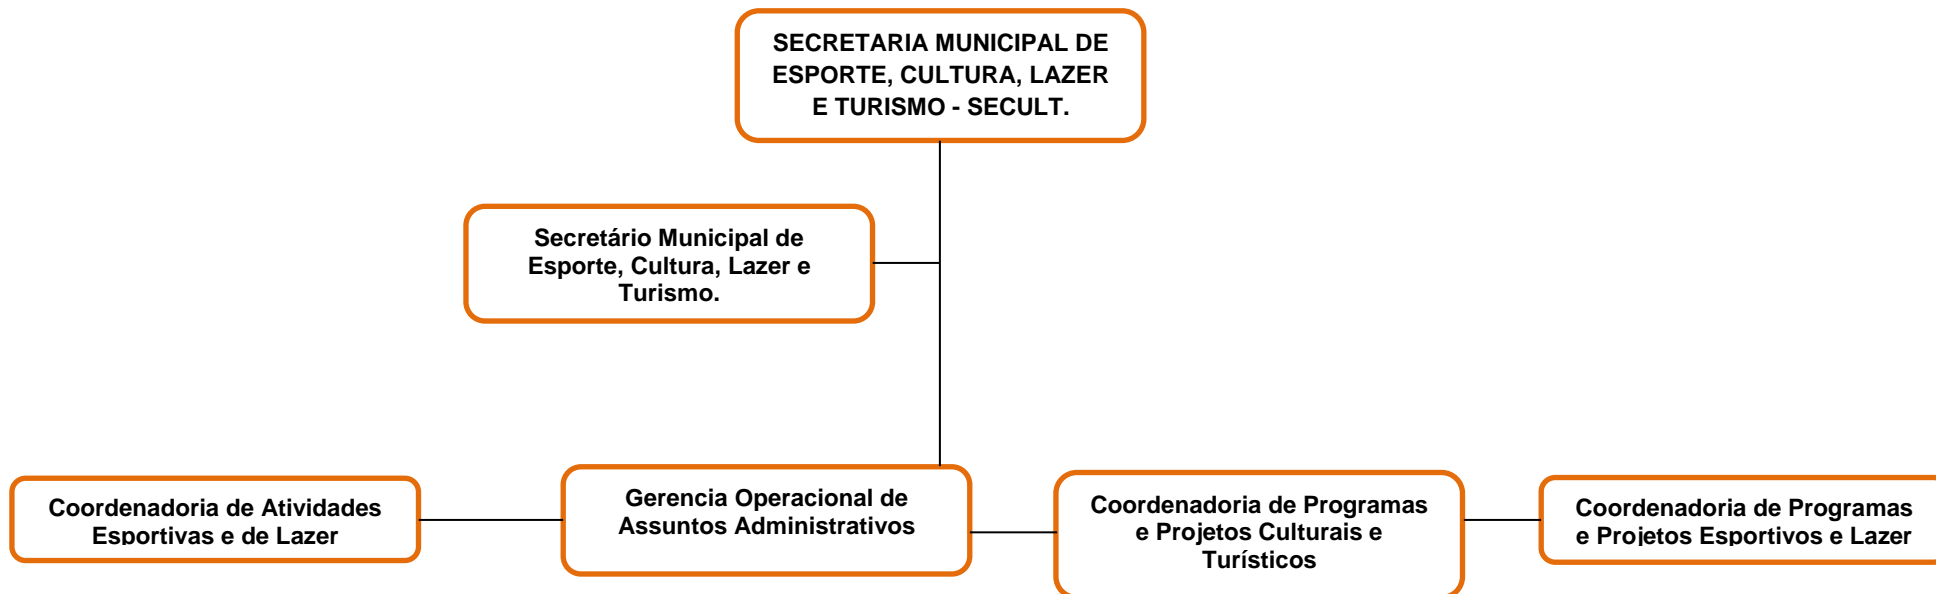 SECRETARIA MUNICIPAL DE
ESPORTE, CULTURA, LAZER
E TURISMO - SECULT.
Secretário Municipal de
Esporte, Cultura, Lazer e
Turismo.
Coordenadoria de Atividades
Esportivas e de Lazer
Gerencia Operacional de
Assuntos Administrativos
Coordenadoria de Programas
e Projetos Culturais e
Turísticos
Coordenadoria de Programas
e Projetos Esportivos e Lazer